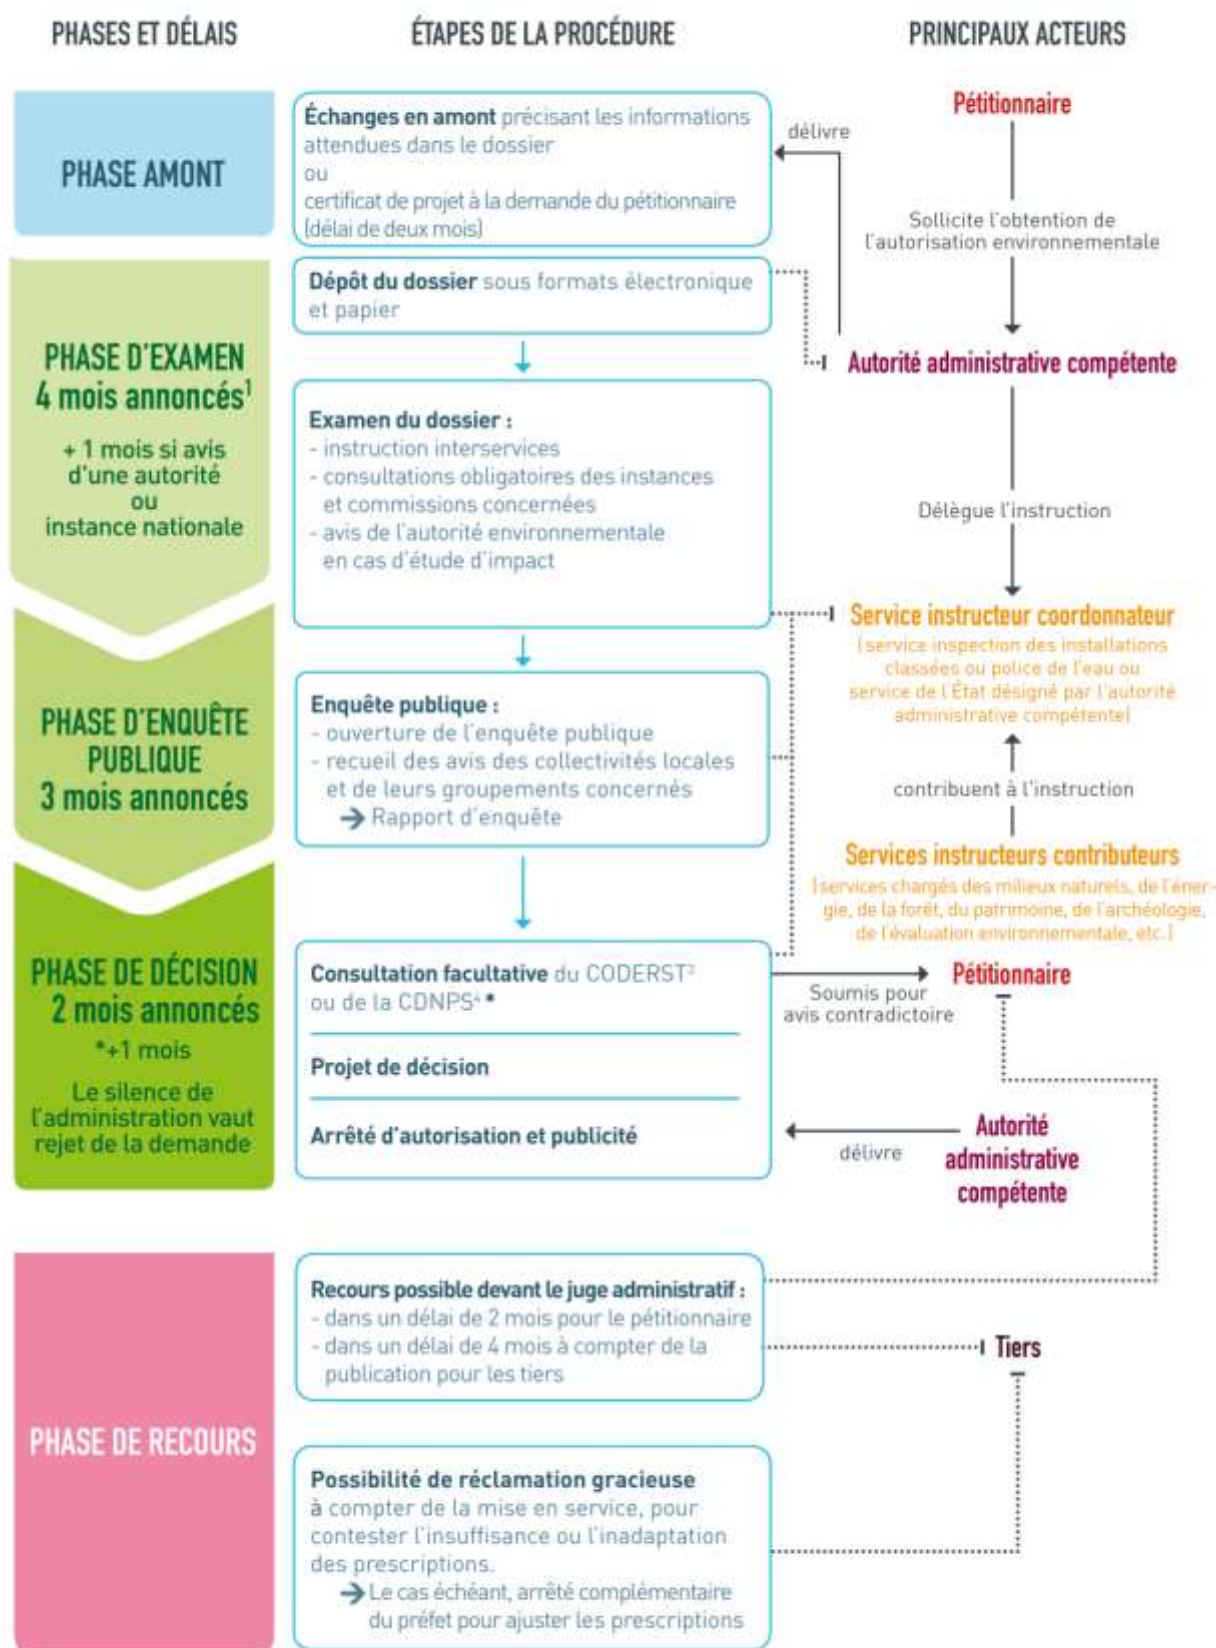 PHASES ET DÉLAIS
ÉTAPES DE LA PROCÉDURE
PRINCIPAUX ACTEURS
PHASE AMONT
Échanges en amont précisant les informations
attendues dans le dossier
ou
certificat de projet à la demande du pétitionnaire
(délai de deux mois)
délivre
Pétitionnaire
Sollicite l'obtention de
l'autorisation environnementale
PHASE D'EXAMEN
4 mois annoncés¹
+ 1 mois si avis
d'une autorité
ou
instance nationale
Dépôt du dossier sous formats électronique
et papier
Autorité administrative compétente
Examen du dossier :
- instruction interservices
- consultations obligatoires des instances
et commissions concernées
- avis de l'autorité environnementale
en cas d'étude d'impact
Délègue l'instruction
Service instructeur coordonnateur
(service inspection des installations
classées ou police de l'eau ou
service de l'État désigné par l'autorité
administrative compétente)
PHASE D'ENQUÊTE
PUBLIQUE
3 mois annoncés
Enquête publique :
- ouverture de l'enquête publique
- recueil des avis des collectivités locales
et de leurs groupements concernés
→ Rapport d'enquête
contribuent à l'instruction
Services instructeurs contributeurs
(services chargés des milieux naturels, de l'éner-
gie, de la forêt, du patrimoine, de l'archéologie,
de l'évaluation environnementale, etc.)
PHASE DE DÉCISION
2 mois annoncés
*+1 mois
Le silence de
l'administration vaut
rejet de la demande
Consultation facultative du CODERST³
ou de la CDNPS⁴ *
Projet de décision
Arrêté d'autorisation et publicité
Soumis pour
avis contradictoire
Pétitionnaire
délivre
Autorité
administrative
compétente
PHASE DE RECOURS
Recours possible devant le juge administratif :
- dans un délai de 2 mois pour le pétitionnaire
- dans un délai de 4 mois à compter de la
publication pour les tiers
Tiers
Possibilité de réclamation gracieuse
à compter de la mise en service, pour
contester l'insuffisance ou l'inadaptation
des prescriptions.
→ Le cas échéant, arrêté complémentaire
du préfet pour ajuster les prescriptions